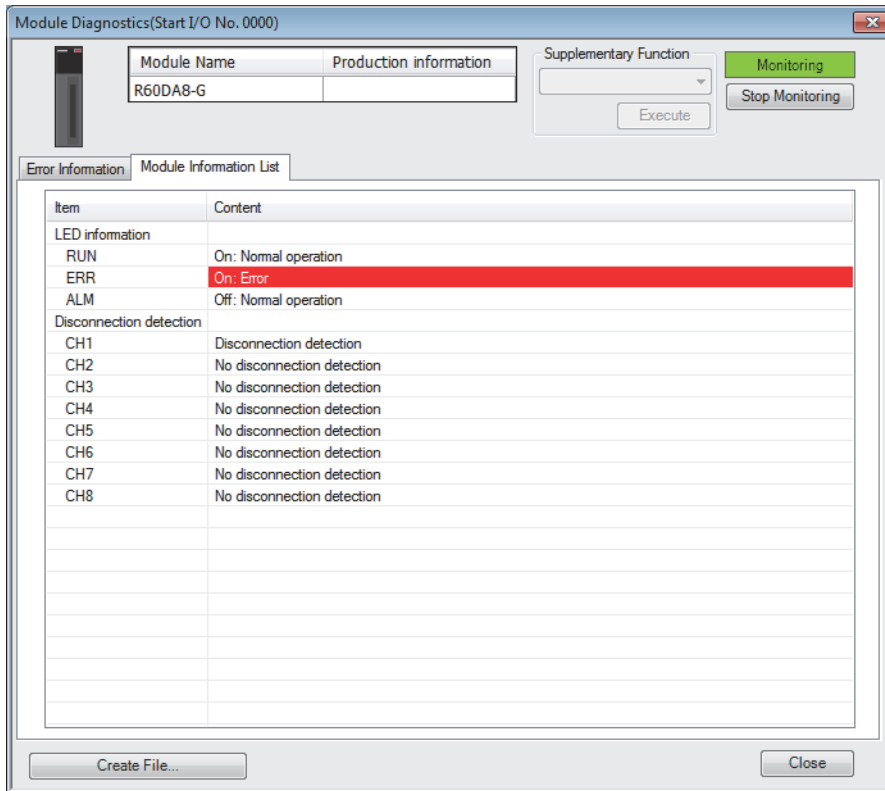 Module Diagnostics(Start I/O No. 0000)
Module Name Production information
R60DA8-G
Supplementary Function
Execute
Monitoring
Stop Monitoring
Error Information Module Information List
Item Content
LED information
RUN On: Normal operation
ERR On: Error
ALM Off: Normal operation
Disconnection detection
CH1 Disconnection detection
CH2 No disconnection detection
CH3 No disconnection detection
CH4 No disconnection detection
CH5 No disconnection detection
CH6 No disconnection detection
CH7 No disconnection detection
CH8 No disconnection detection
Create File... Close